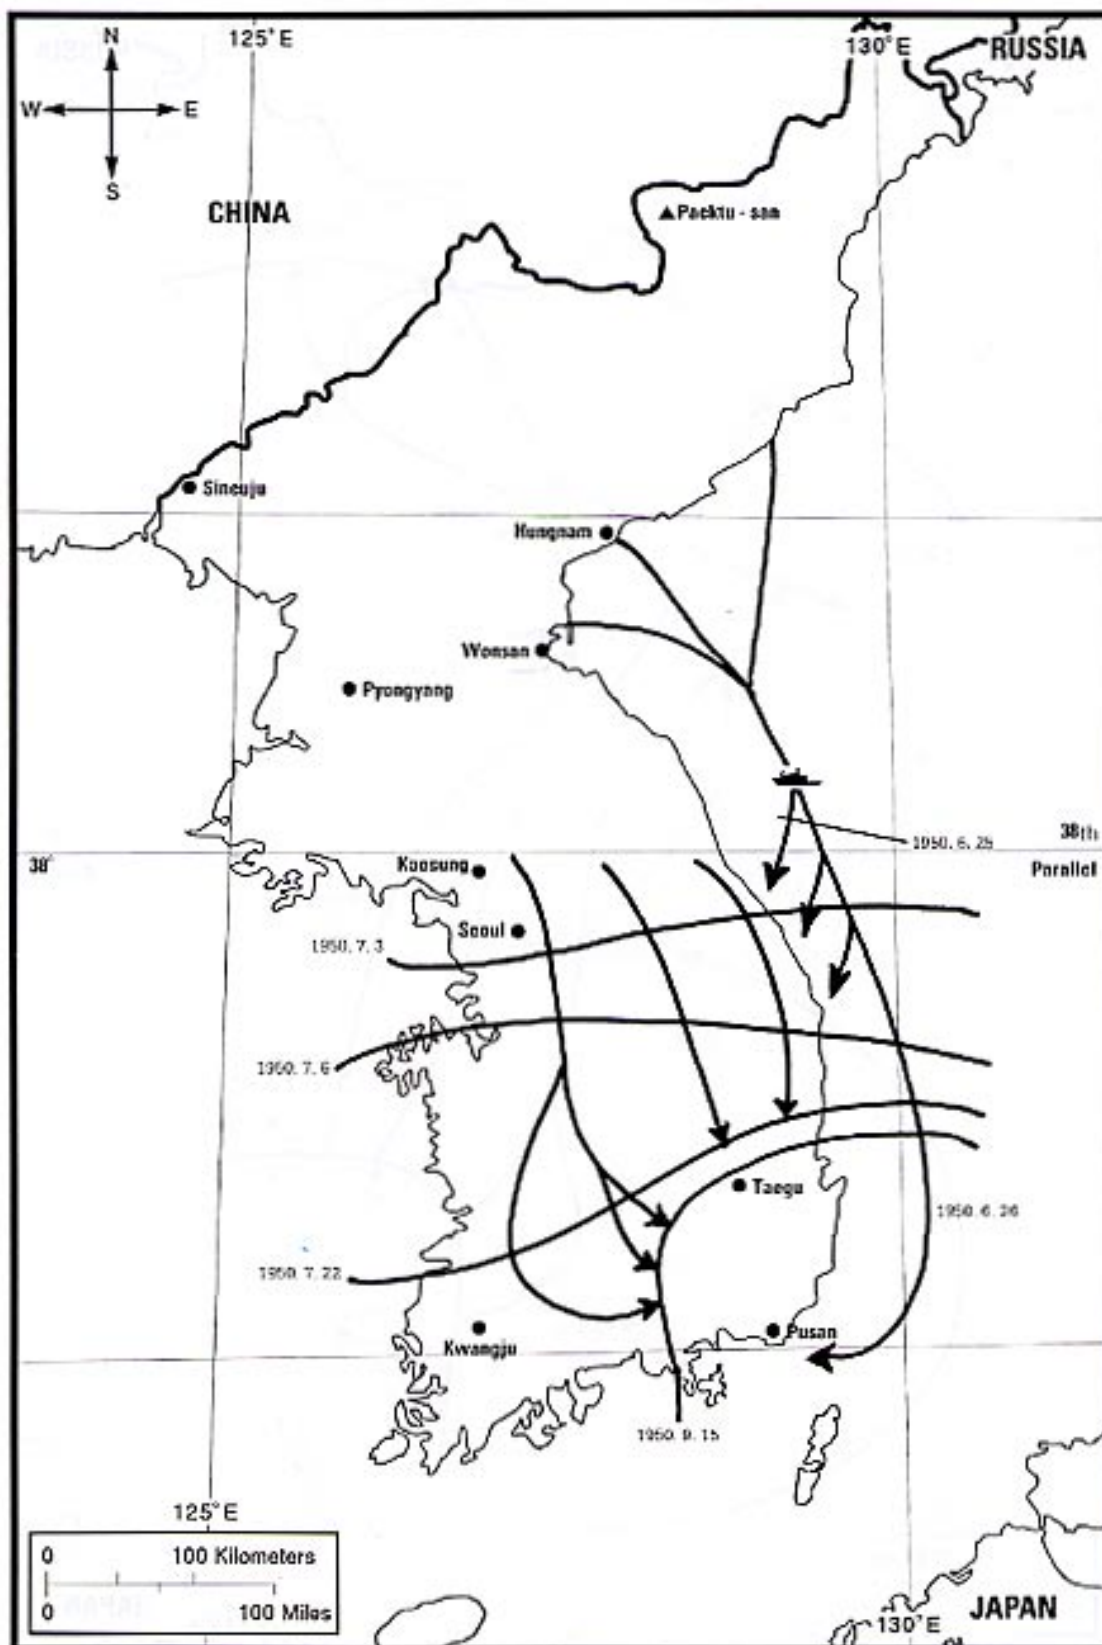 N
125°E
130°E
RUSSIA
W
E
S
CHINA
Paektu - san
Sineuju
Hungnam
Wonsan
Pyongyang
1950.6.25
38th
Parallel
38°
Kaesung
Seoul
1950.7.3
1950.7.6
Taegu
1950.6.26
1950.7.22
Kwangju
Pusan
1950.9.15
125°E
0 100 Kilometers
0 100 Miles
130°E
JAPAN